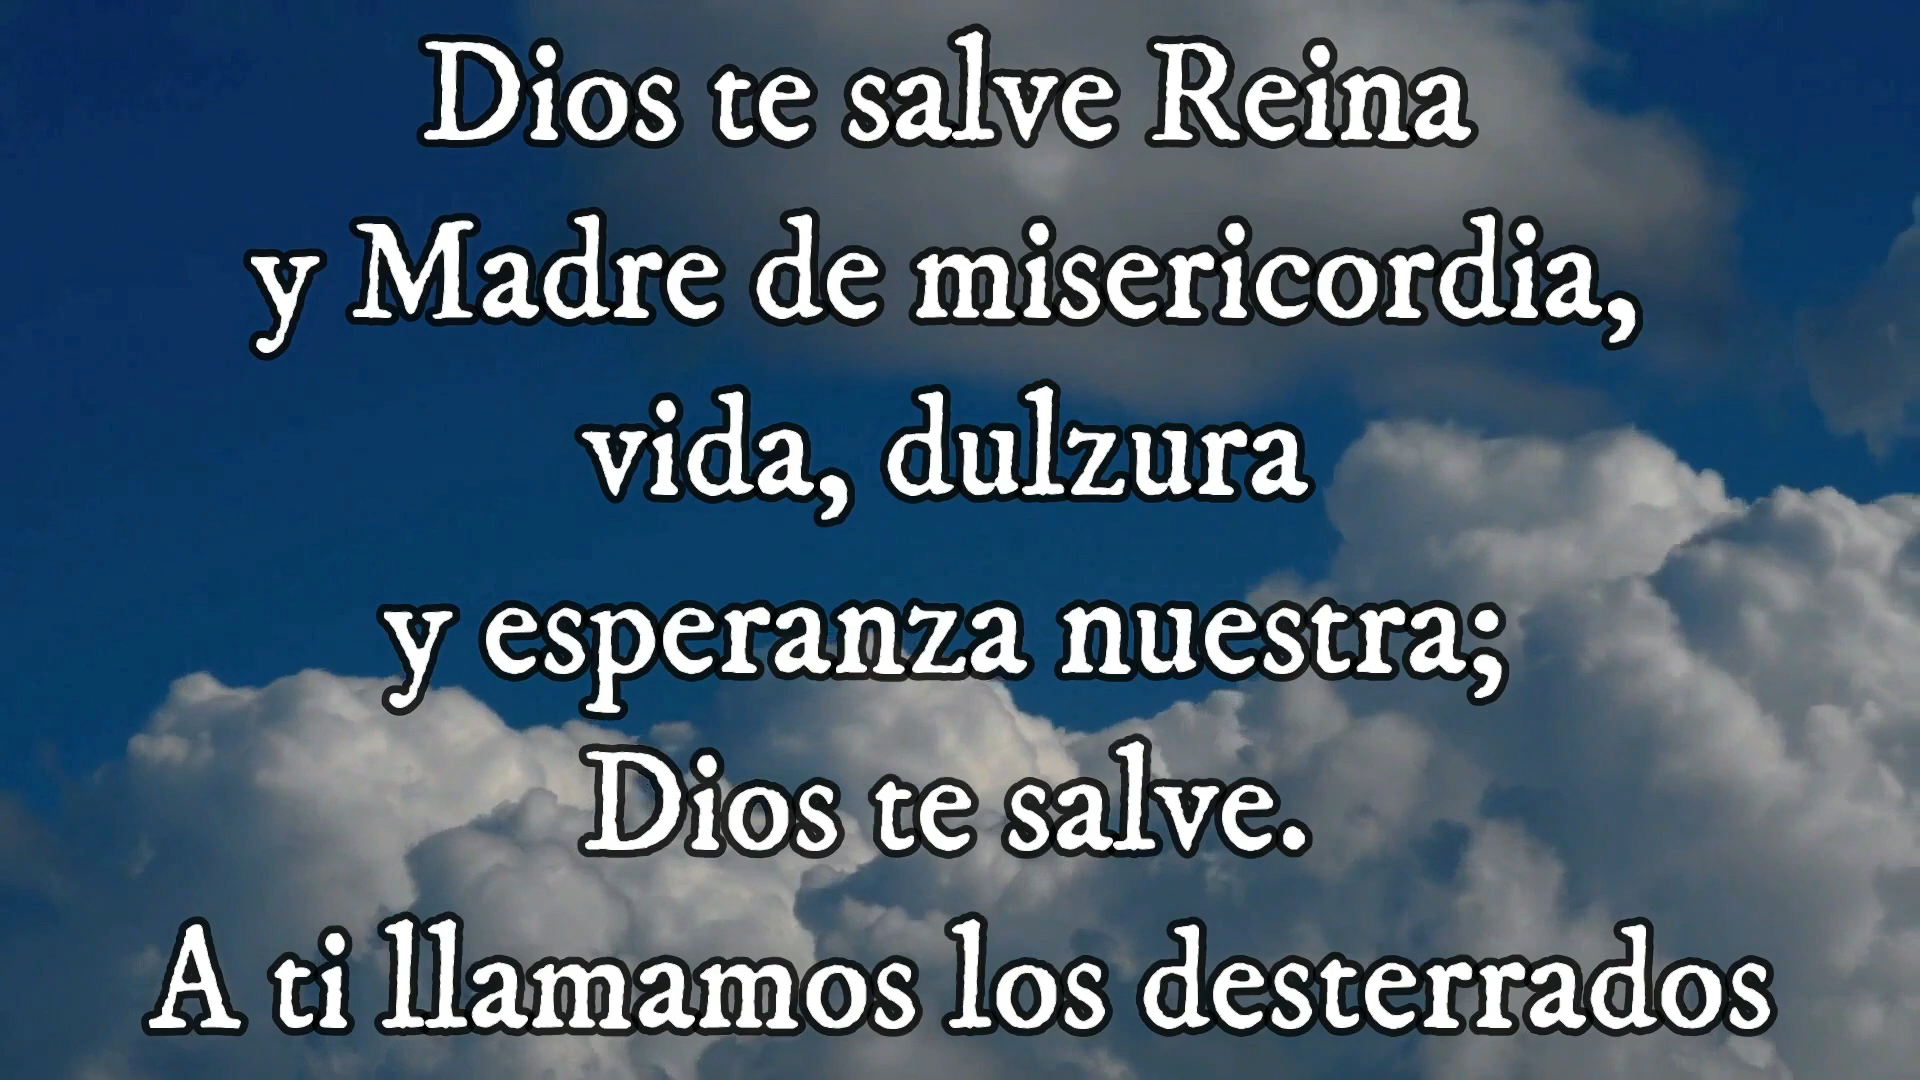 Dios te salve Reina
y Madre de misericordia,
vida, dulzura
y esperanza nuestra;
Dios te salve.
A ti llamamos los desterrados